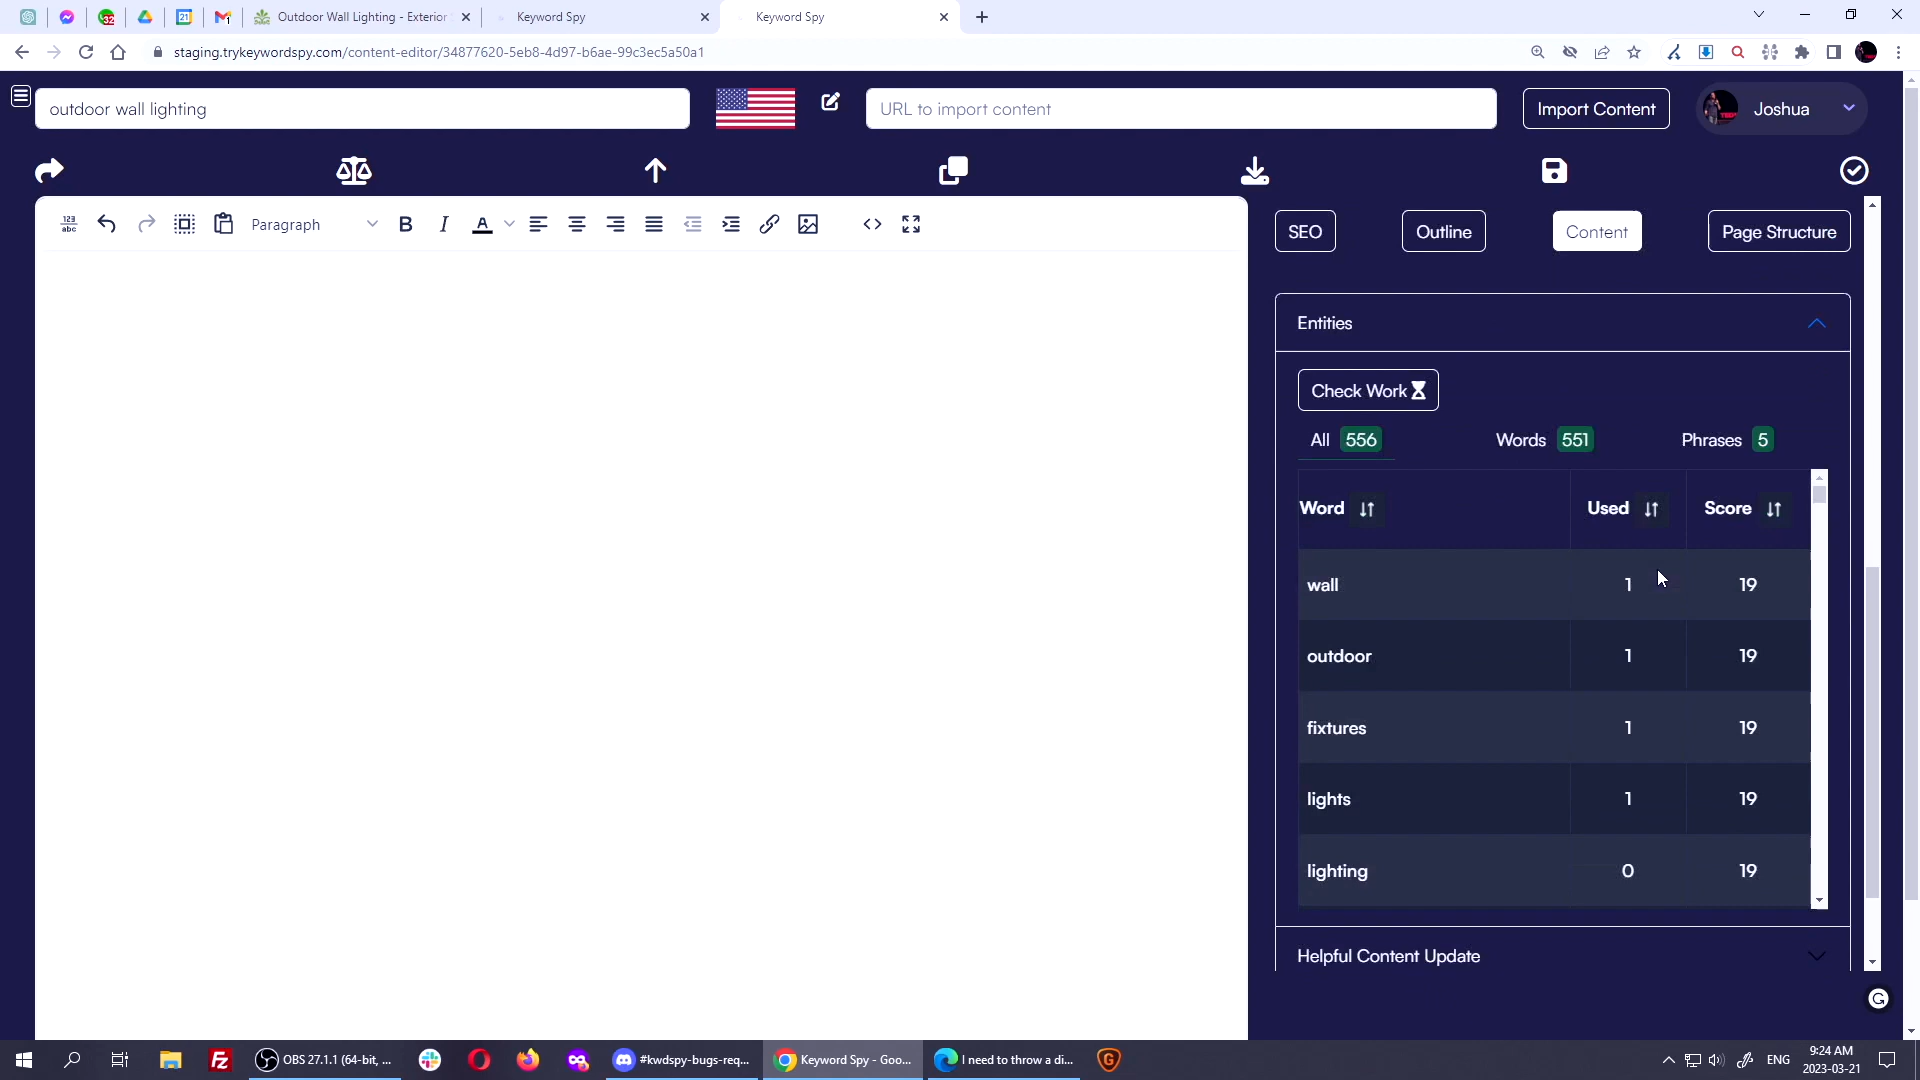 Outdoor Wall Lighting - Exterior
Keyword Spy
Keyword Spy
staging.trykeywordspy.com/content-editor/34877620-5eb8-4d97-b6ae-99c3ec5a50a1
outdoor wall lighting
URL to import content
Import Content
Joshua
123
abc
Paragraph
B
I
A
SEO
Outline
Content
Page Structure
Entities
Check Work
All 556
Words 551
Phrases 5
Word
Used
Score
wall 1 19
outdoor 1 19
fixtures 1 19
lights 1 19
lighting 0 19
Helpful Content Update
OBS 27.1.1 (64-bit, ...
#kwdspy-bugs-req...
Keyword Spy - Goo...
I need to throw a di...
ENG
9:24 AM
2023-03-21